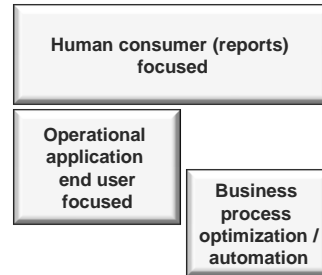 Human consumer (reports)
focused
Operational
application
end user
focused
Business
process
optimization /
automation